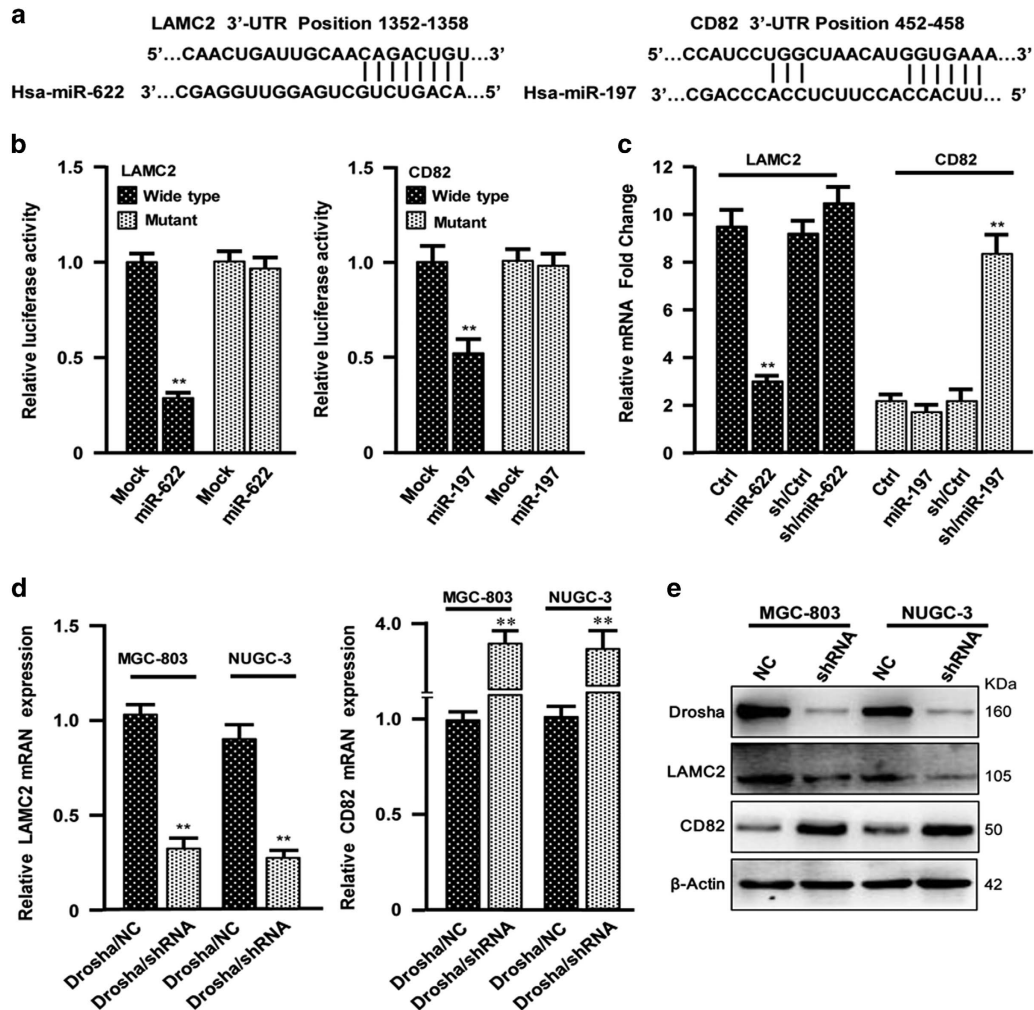 a
LAMC2 3'-UTR Position 1352-1358
5'...CAACUGAUUGCAACAGACUGU...3'
Hsa-miR-622 3'...CGAGGUUGGAGUCGUCUGACA...5'
CD82 3'-UTR Position 452-458
5'...CCAUCCUGGCUAACAUGGUGAAA...3'
Hsa-miR-197 3'...CGACCCACCUCUUCCACCACUU... 5'
b
Relative luciferase activity
1.5
1.0
0.5
0
LAMC2
Wide type
Mutant
**
Mock
miR-622
Mock
miR-622
Relative luciferase activity
1.5
1.0
0.5
0
CD82
Wide type
Mutant
**
Mock
miR-197
Mock
miR-197
c
Relative mRNA Fold Change
12
10
8
6
4
2
0
LAMC2
CD82
**
**
Ctrl
miR-622
sh/Ctrl
sh/miR-622
Ctrl
miR-197
sh/Ctrl
sh/miR-197
d
Relative LAMC2 mRAN expression
1.5
1.0
0.5
0
MGC-803
NUGC-3
**
**
Drosha/NC
Drosha/shRNA
Drosha/NC
Drosha/shRNA
Relative CD82 mRAN expression
4.0
1.0
0.5
0
MGC-803
NUGC-3
**
**
Drosha/NC
Drosha/shRNA
Drosha/NC
Drosha/shRNA
e
MGC-803 NUGC-3
NC shRNA NC shRNA
KDa
Drosha 160
LAMC2 105
CD82 50
β-Actin 42